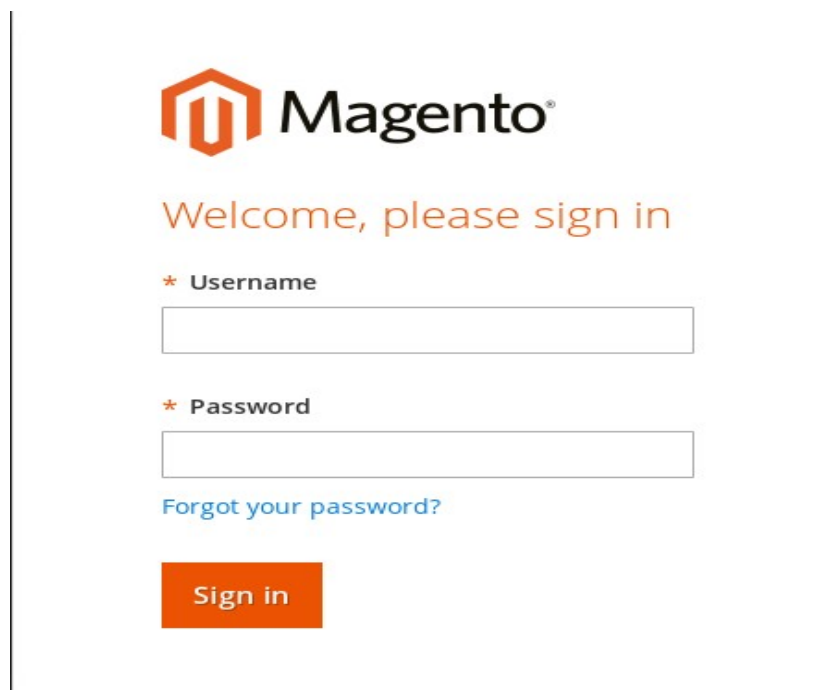 Magento®
Welcome, please sign in
* Username
* Password
Forgot your password?
Sign in